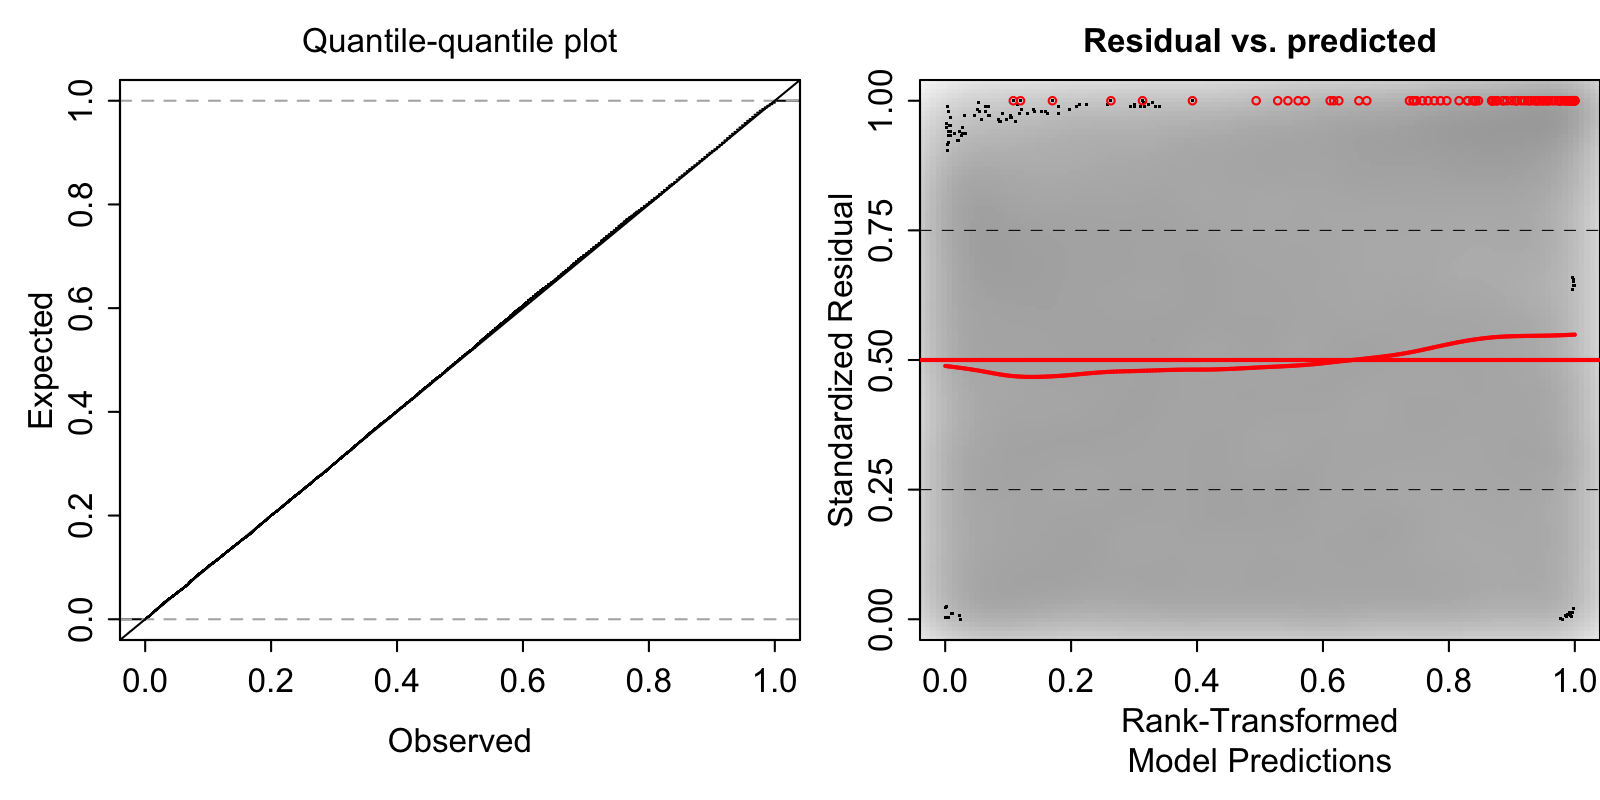 Quantile-quantile plot
Expected
1.0
0.8
0.6
0.4
0.2
0.0
0.0 0.2 0.4 0.6 0.8 1.0
Observed
Residual vs. predicted
Standardized Residual
1.00
0.75
0.50
0.25
0.00
0.0 0.2 0.4 0.6 0.8 1.0
Rank-Transformed
Model Predictions